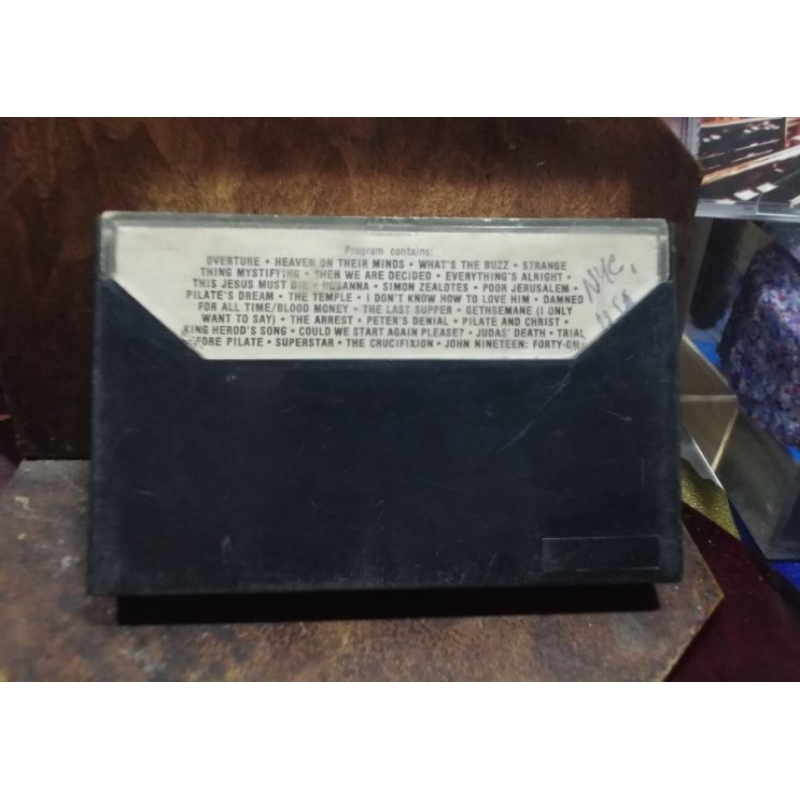 Program contains:
OVERTURE • HEAVEN ON THEIR MINDS • WHAT'S THE BUZZ • STRANGE
THING MYSTIFYING • THEN WE ARE DECIDED • EVERYTHING'S ALRIGHT •
THIS JESUS MUST DIE • HOSANNA • SIMON ZEALOTES • POOR JERUSALEM •
PILATE'S DREAM • THE TEMPLE • I DON'T KNOW HOW TO LOVE HIM • DAMNED
FOR ALL TIME/BLOOD MONEY • THE LAST SUPPER • GETHSEMANE (I ONLY
WANT TO SAY) • THE ARREST • PETER'S DENIAL • PILATE AND CHRIST •
KING HEROD'S SONG • COULD WE START AGAIN PLEASE? • JUDAS' DEATH • TRIAL
FORE PILATE • SUPERSTAR • THE CRUCIFIXION • JOHN NINETEEN: FORTY-ON
NYC,
USA